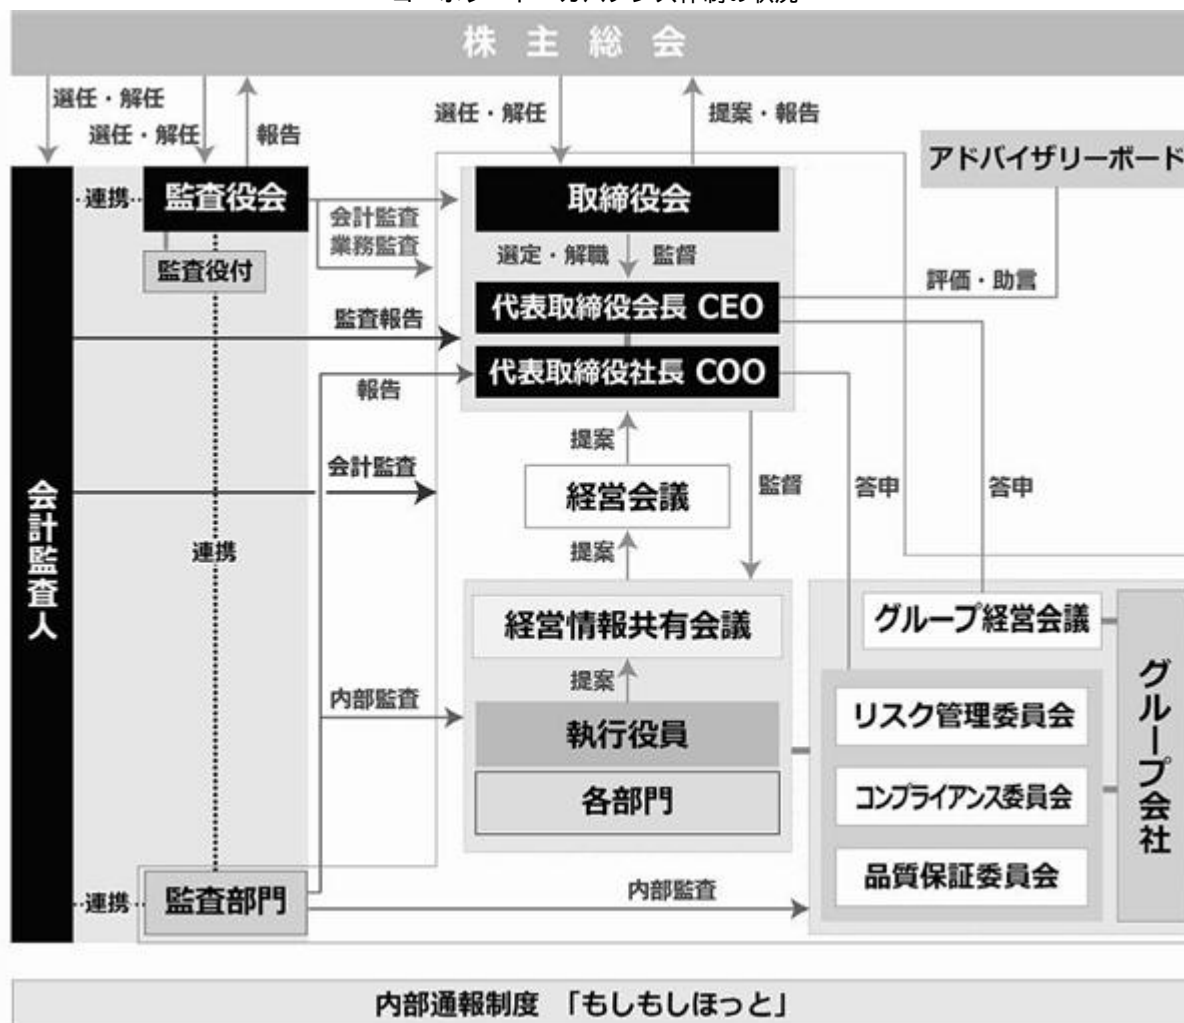 株主総会
選任・解任
選任・解任
報告
選任・解任
提案・報告
アドバイザリーボード
連携
監査役会
取締役会
会計監査
業務監査
選定・解職
監督
監査役付
評価・助言
代表取締役会長 CEO
監査報告
代表取締役社長 COO
報告
提案
会計監査
経営会議
監督
答申
答申
会計監査人
連携
提案
経営情報共有会議
グループ経営会議
提案
内部監査
執行役員
リスク管理委員会
グループ会社
各部門
コンプライアンス委員会
品質保証委員会
連携
監査部門
内部監査
内部通報制度 「もしもしほっと」